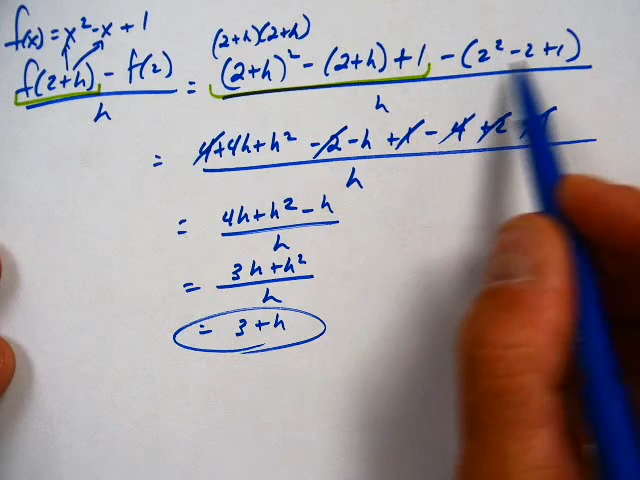 f(x) = x² - x + 1
(2+h)(2+h)
f(2+h) - f(2) / h = (2+h)² - (2+h) + 1 - (2² - 2 + 1) / h
= 4 + 4h + h² - 2 - h + 1 - 4 + 2 / h
= 4h + h² - h / h
= 3h + h² / h
= 3 + h